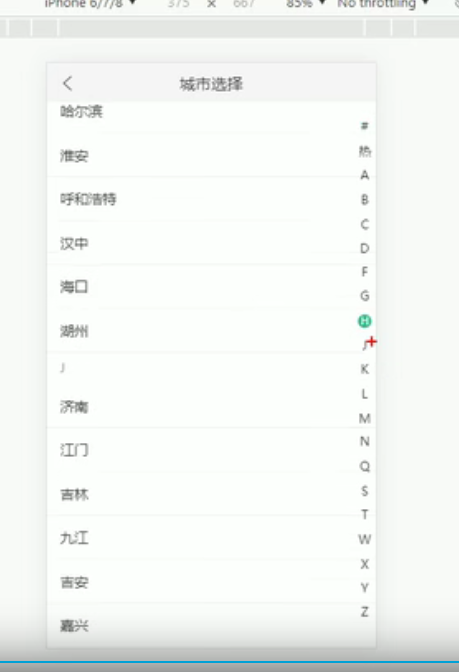 iPhone 6/7/8 ▼ 375 × 667 85% ▼ No throttling ▼
城市选择
哈尔滨
淮安
呼和浩特
汉中
海口
湖州
J
济南
江门
吉林
九江
吉安
嘉兴
#
热
A
B
C
D
F
G
H
J
K
L
M
N
Q
S
T
W
X
Y
Z